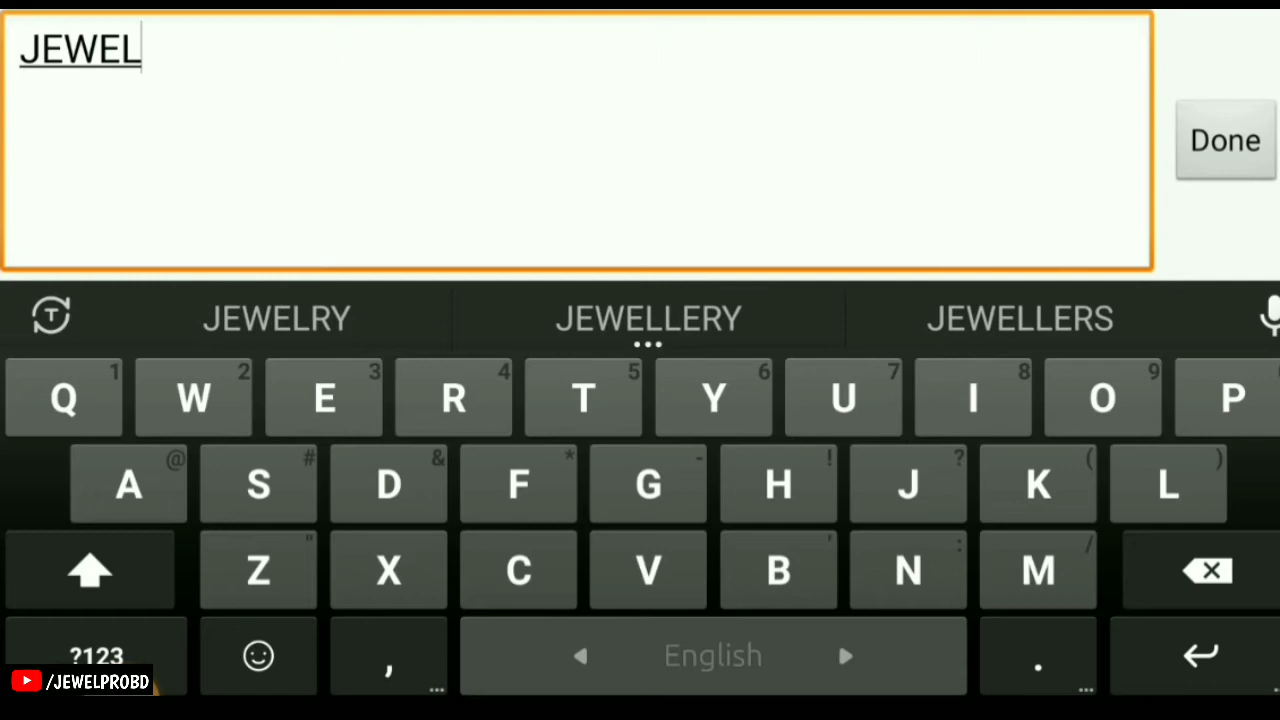 JEWEL
Done
JEWELRY JEWELLERY JEWELLERS
Q 1 W 2 E 3 R 4 T 5 Y 6 U 7 I 8 O 9 P
A @ S # D & F * G - H ! J ? K ( L )
Z " X C V B ' N : M /
?123 , English .
/JEWELPROBD